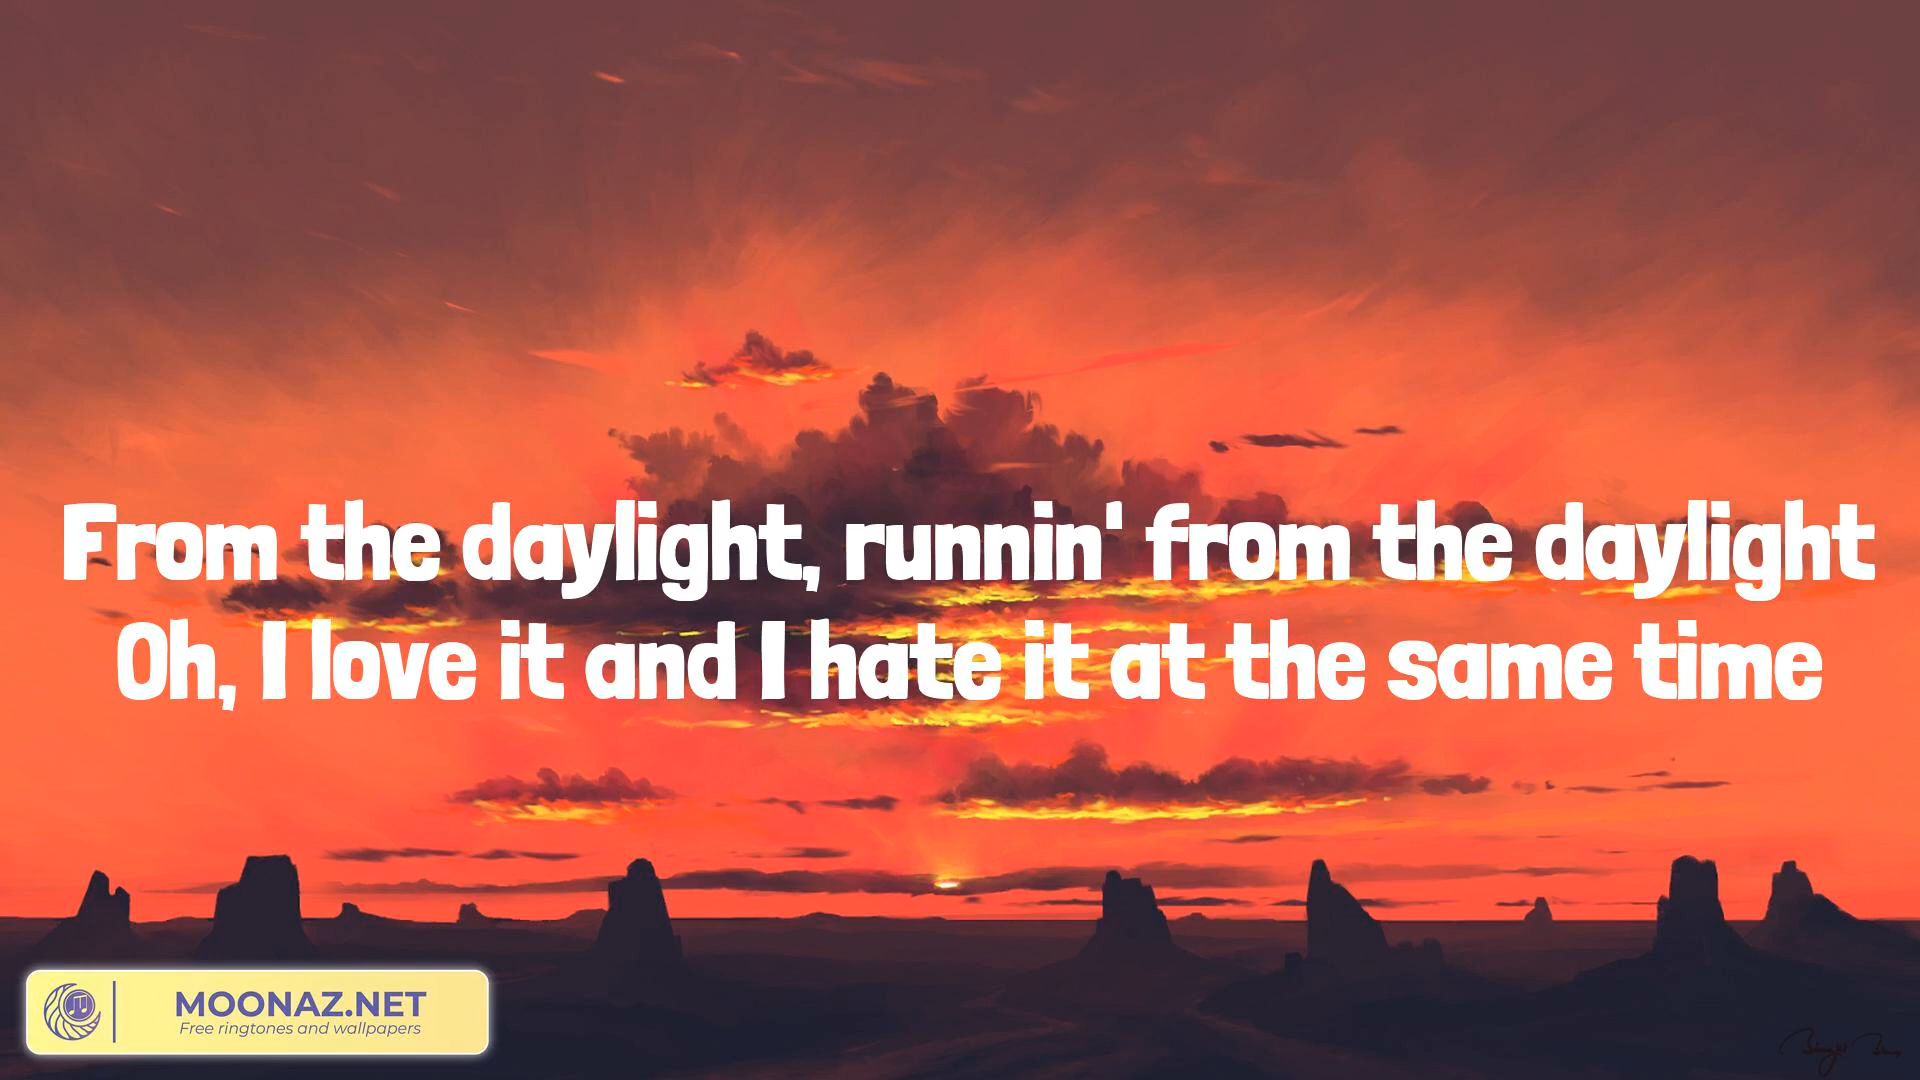 From the daylight, runnin' from the daylight
Oh, I love it and I hate it at the same time
MOONAZ.NET
Free ringtones and wallpapers